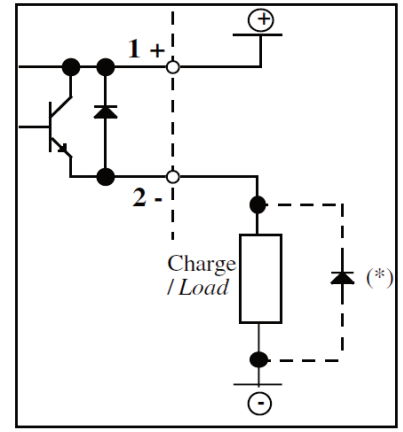 +
1 +
2 -
Charge
/ Load
(*)
-